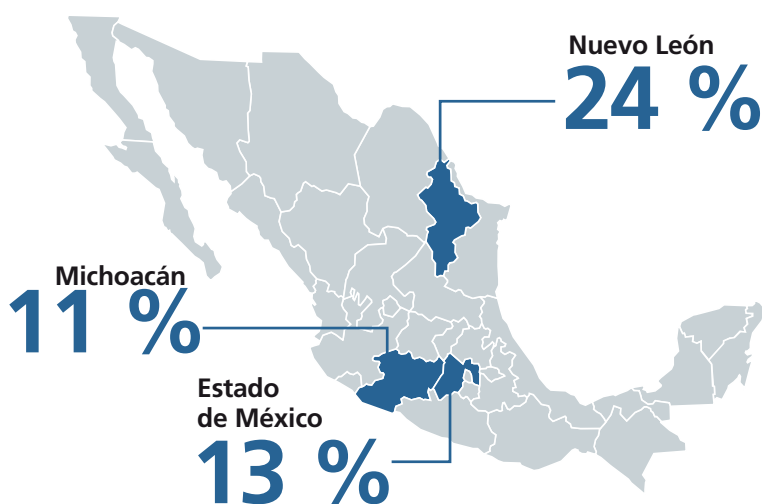 Nuevo León
24 %
Michoacán
11 %
Estado
de México
13 %